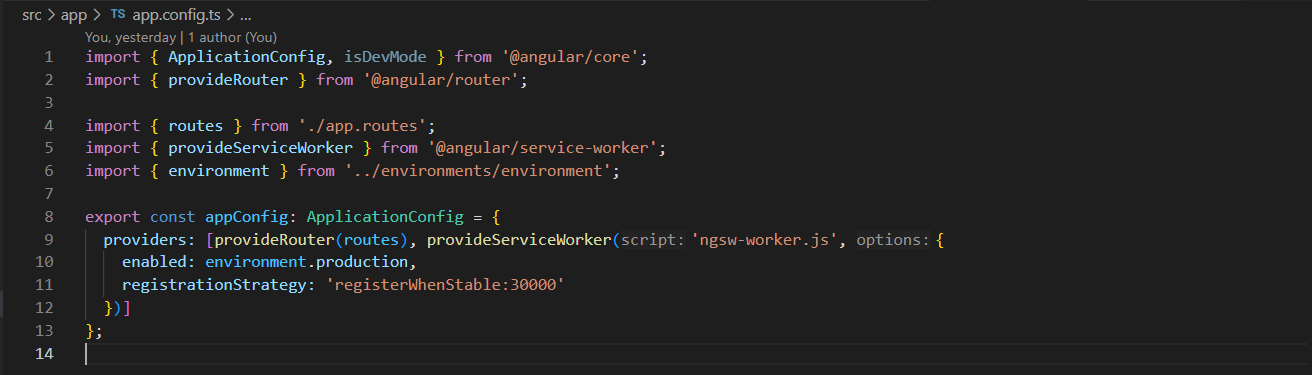 src > app > TS app.config.ts > ...
You, yesterday | 1 author (You)
1 import { ApplicationConfig, isDevMode } from '@angular/core';
2 import { provideRouter } from '@angular/router';
3
4 import { routes } from './app.routes';
5 import { provideServiceWorker } from '@angular/service-worker';
6 import { environment } from '../environments/environment';
7
8 export const appConfig: ApplicationConfig = {
9   providers: [provideRouter(routes), provideServiceWorker(script: 'ngsw-worker.js', options: {
10     enabled: environment.production,
11     registrationStrategy: 'registerWhenStable:30000'
12   })]
13 };
14